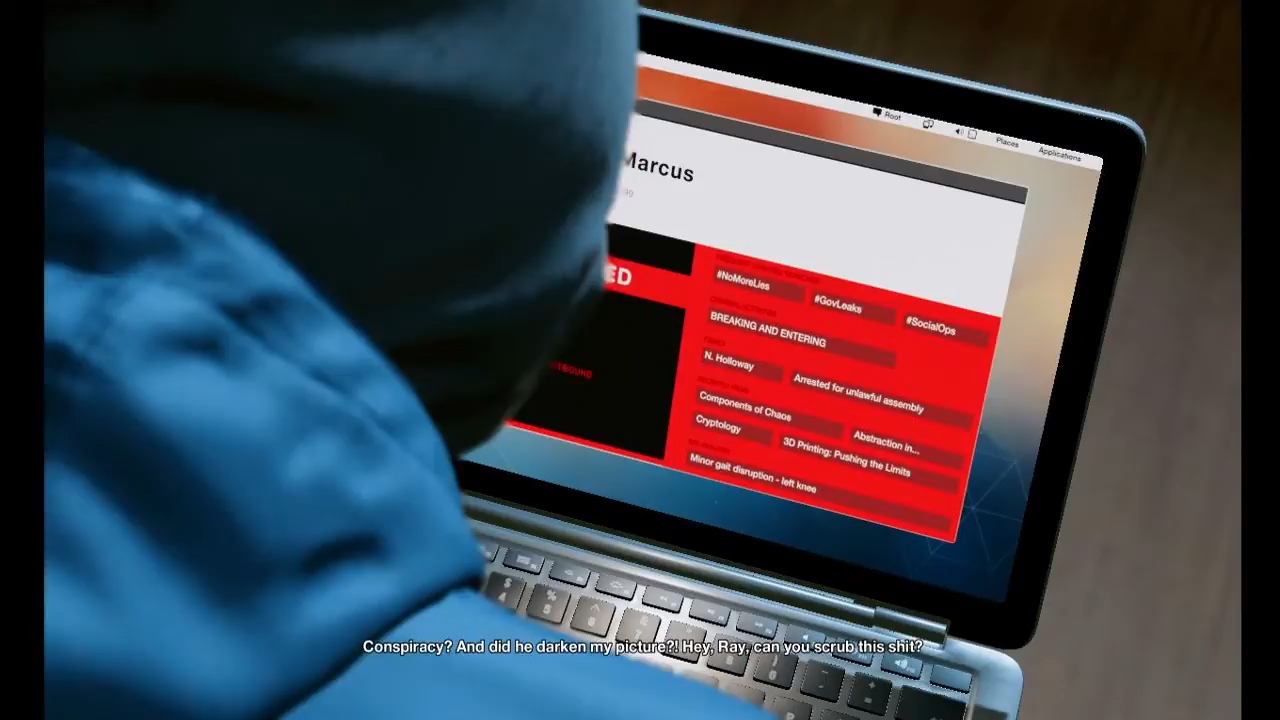 Root
Places
Applications
Marcus
99
ED
#NoMoreLies
#GovLeaks
#SocialOps
BREAKING AND ENTERING
N. Holloway
Arrested for unlawful assembly
Components of Chaos
Abstraction in...
Cryptology
3D Printing: Pushing the Limits
Minor gait disruption - left knee
Conspiracy? And did he darken my picture?! Hey, Ray, can you scrub this shit?